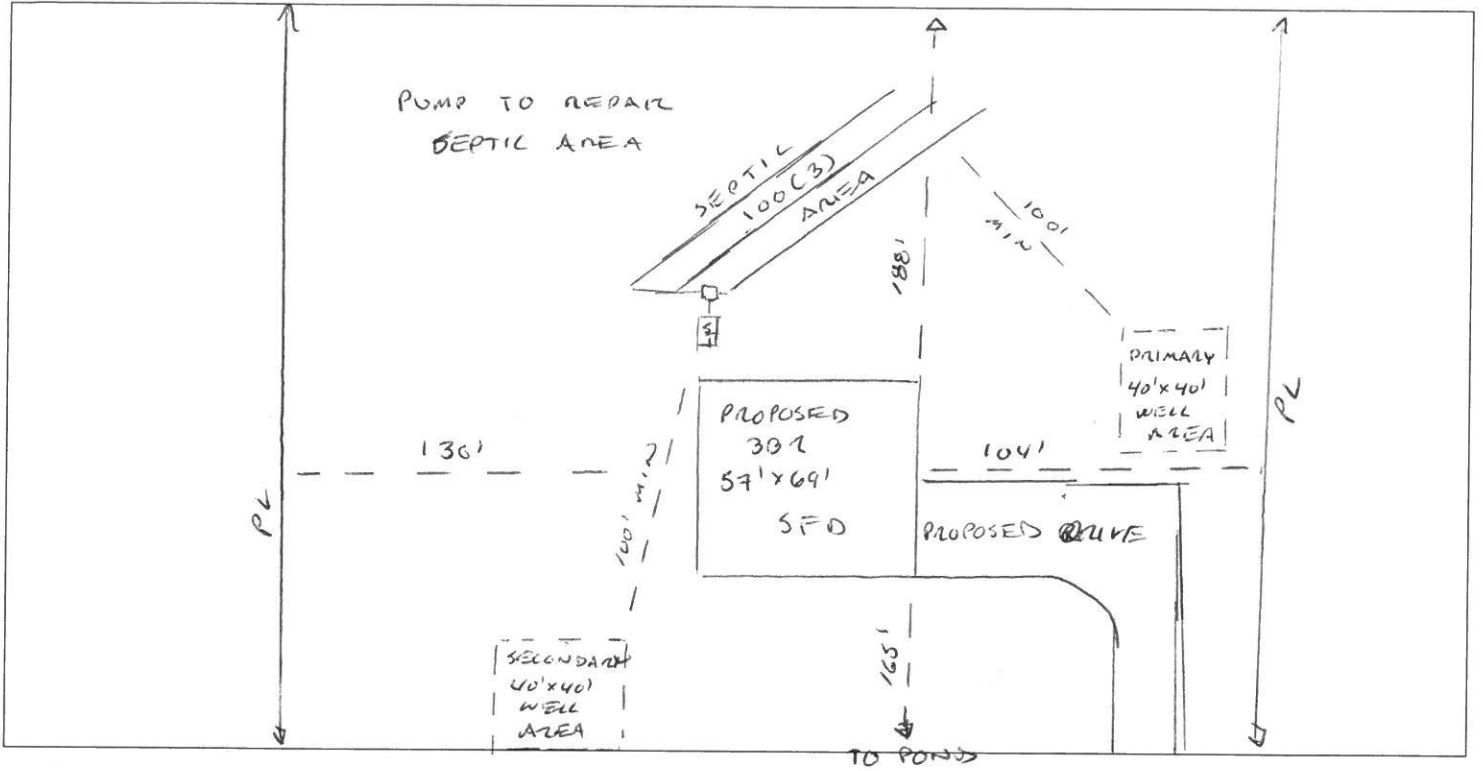 PUMP TO REPAIR
SEPTIC AREA
SEPTIC
100(3)
AREA
188'
100'
MIN
PRIMARY
40'x40'
WELL
AREA
PL
PL
130'
100' MIN
ST
PROPOSED
3BR
57'x69'
SFD
104'
PROPOSED DRIVE
SECONDARY
40'x40'
WELL
AREA
165'
TO POND